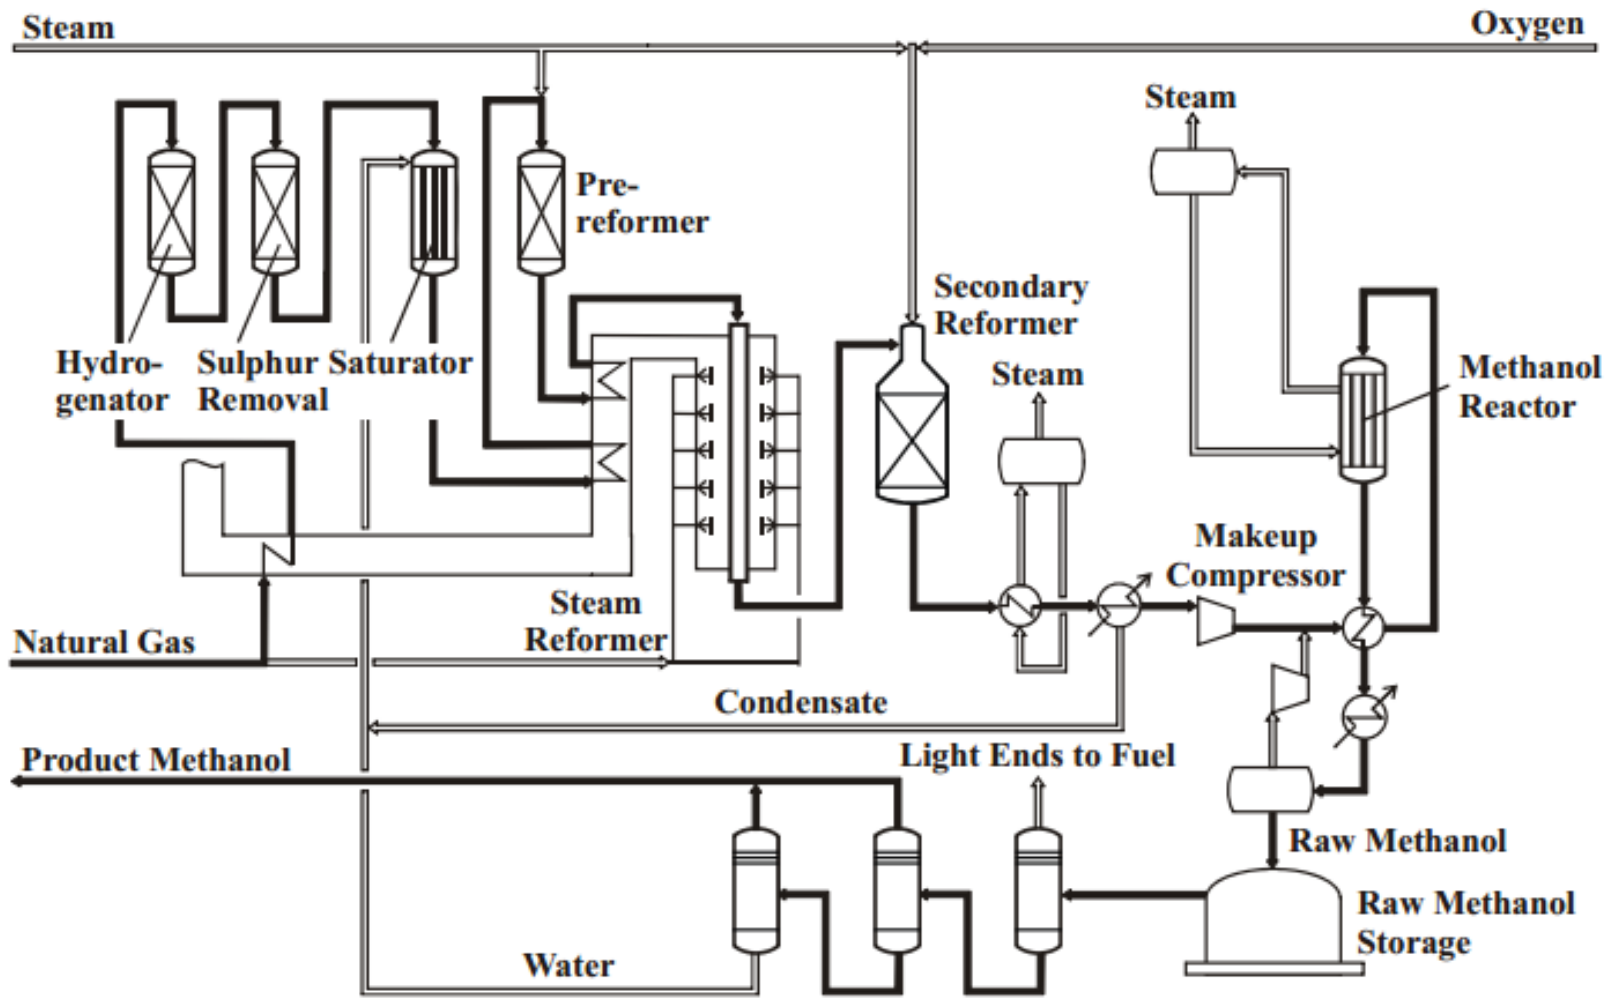 Steam
Oxygen
Steam
Pre-
reformer
Secondary
Reformer
Steam
Hydro-
genator
Sulphur
Removal
Saturator
Methanol
Reactor
Makeup
Compressor
Steam
Reformer
Natural Gas
Condensate
Product Methanol
Light Ends to Fuel
Raw Methanol
Raw Methanol
Storage
Water